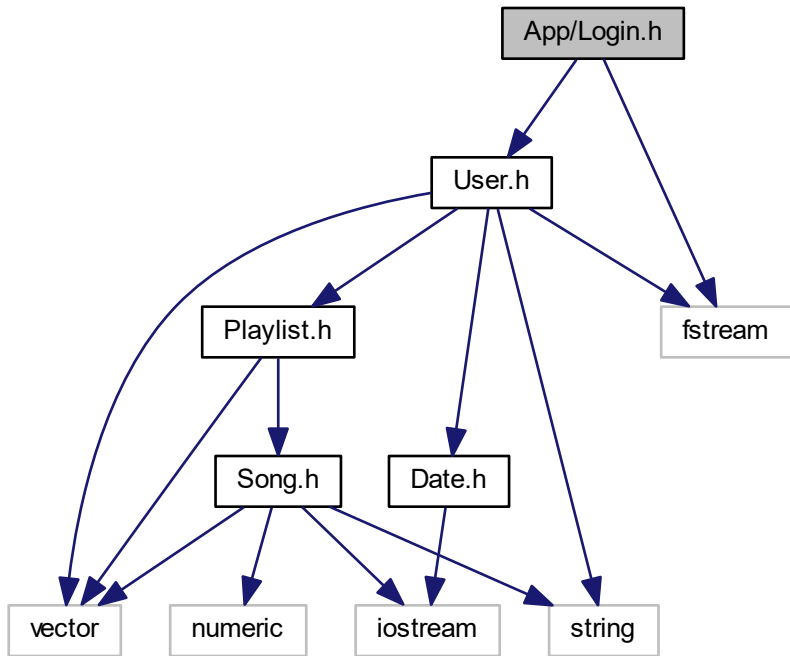 App/Login.h
User.h
Playlist.h
fstream
Song.h
Date.h
vector
numeric
iostream
string